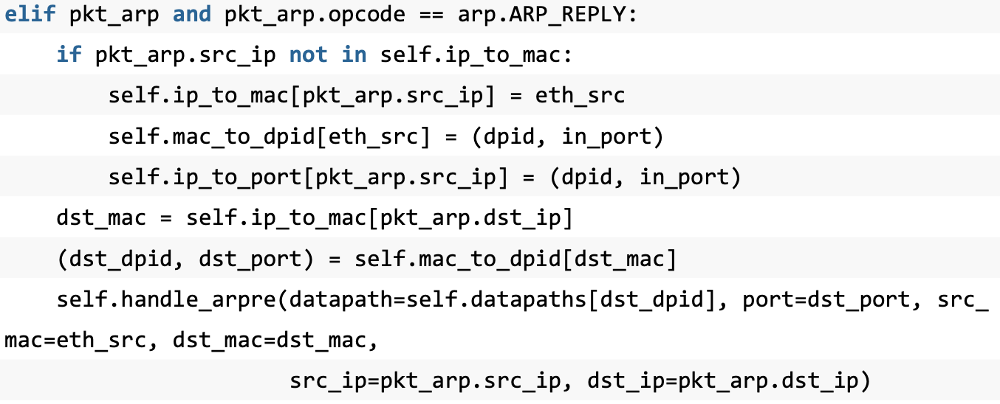 elif pkt_arp and pkt_arp.opcode == arp.ARP_REPLY:
    if pkt_arp.src_ip not in self.ip_to_mac:
        self.ip_to_mac[pkt_arp.src_ip] = eth_src
        self.mac_to_dpid[eth_src] = (dpid, in_port)
        self.ip_to_port[pkt_arp.src_ip] = (dpid, in_port)
    dst_mac = self.ip_to_mac[pkt_arp.dst_ip]
    (dst_dpid, dst_port) = self.mac_to_dpid[dst_mac]
    self.handle_arpre(datapath=self.datapaths[dst_dpid], port=dst_port, src_
mac=eth_src, dst_mac=dst_mac,
                      src_ip=pkt_arp.src_ip, dst_ip=pkt_arp.dst_ip)